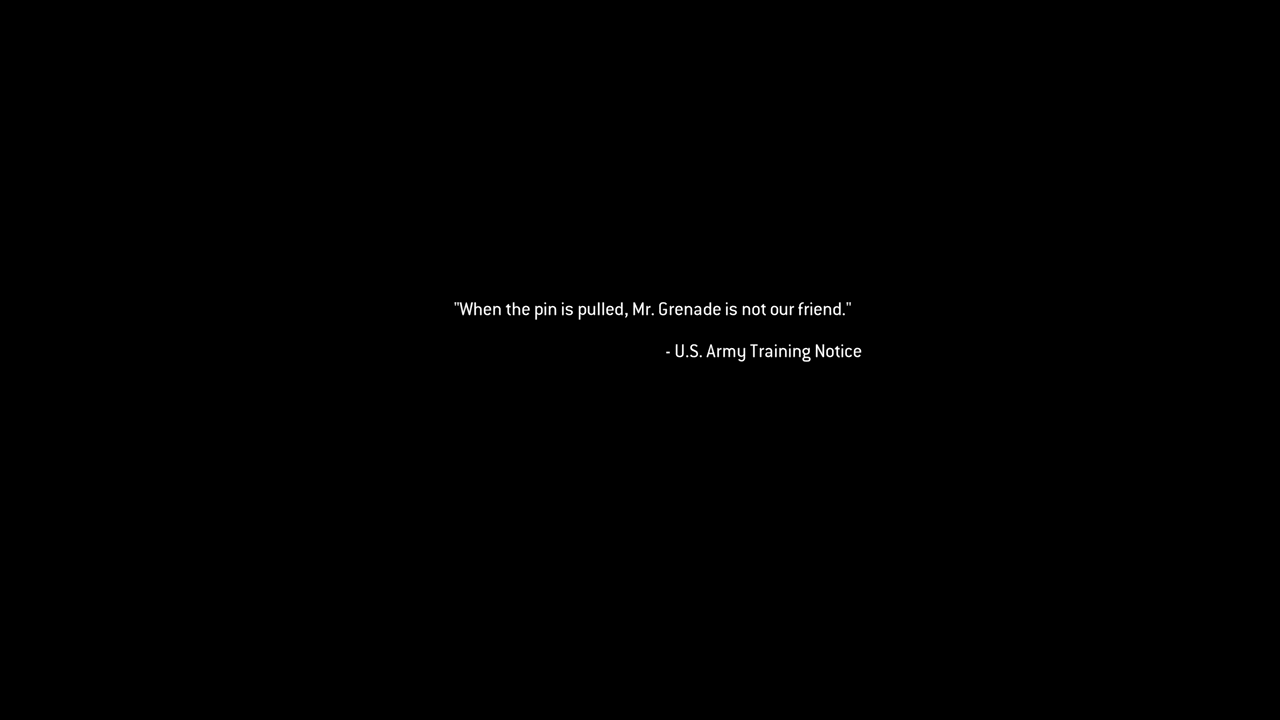 "When the pin is pulled, Mr. Grenade is not our friend."
- U.S. Army Training Notice